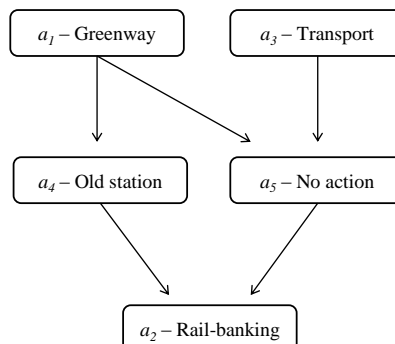 a1 – Greenway
a3 – Transport
a4 – Old station
a5 – No action
a2 – Rail-banking